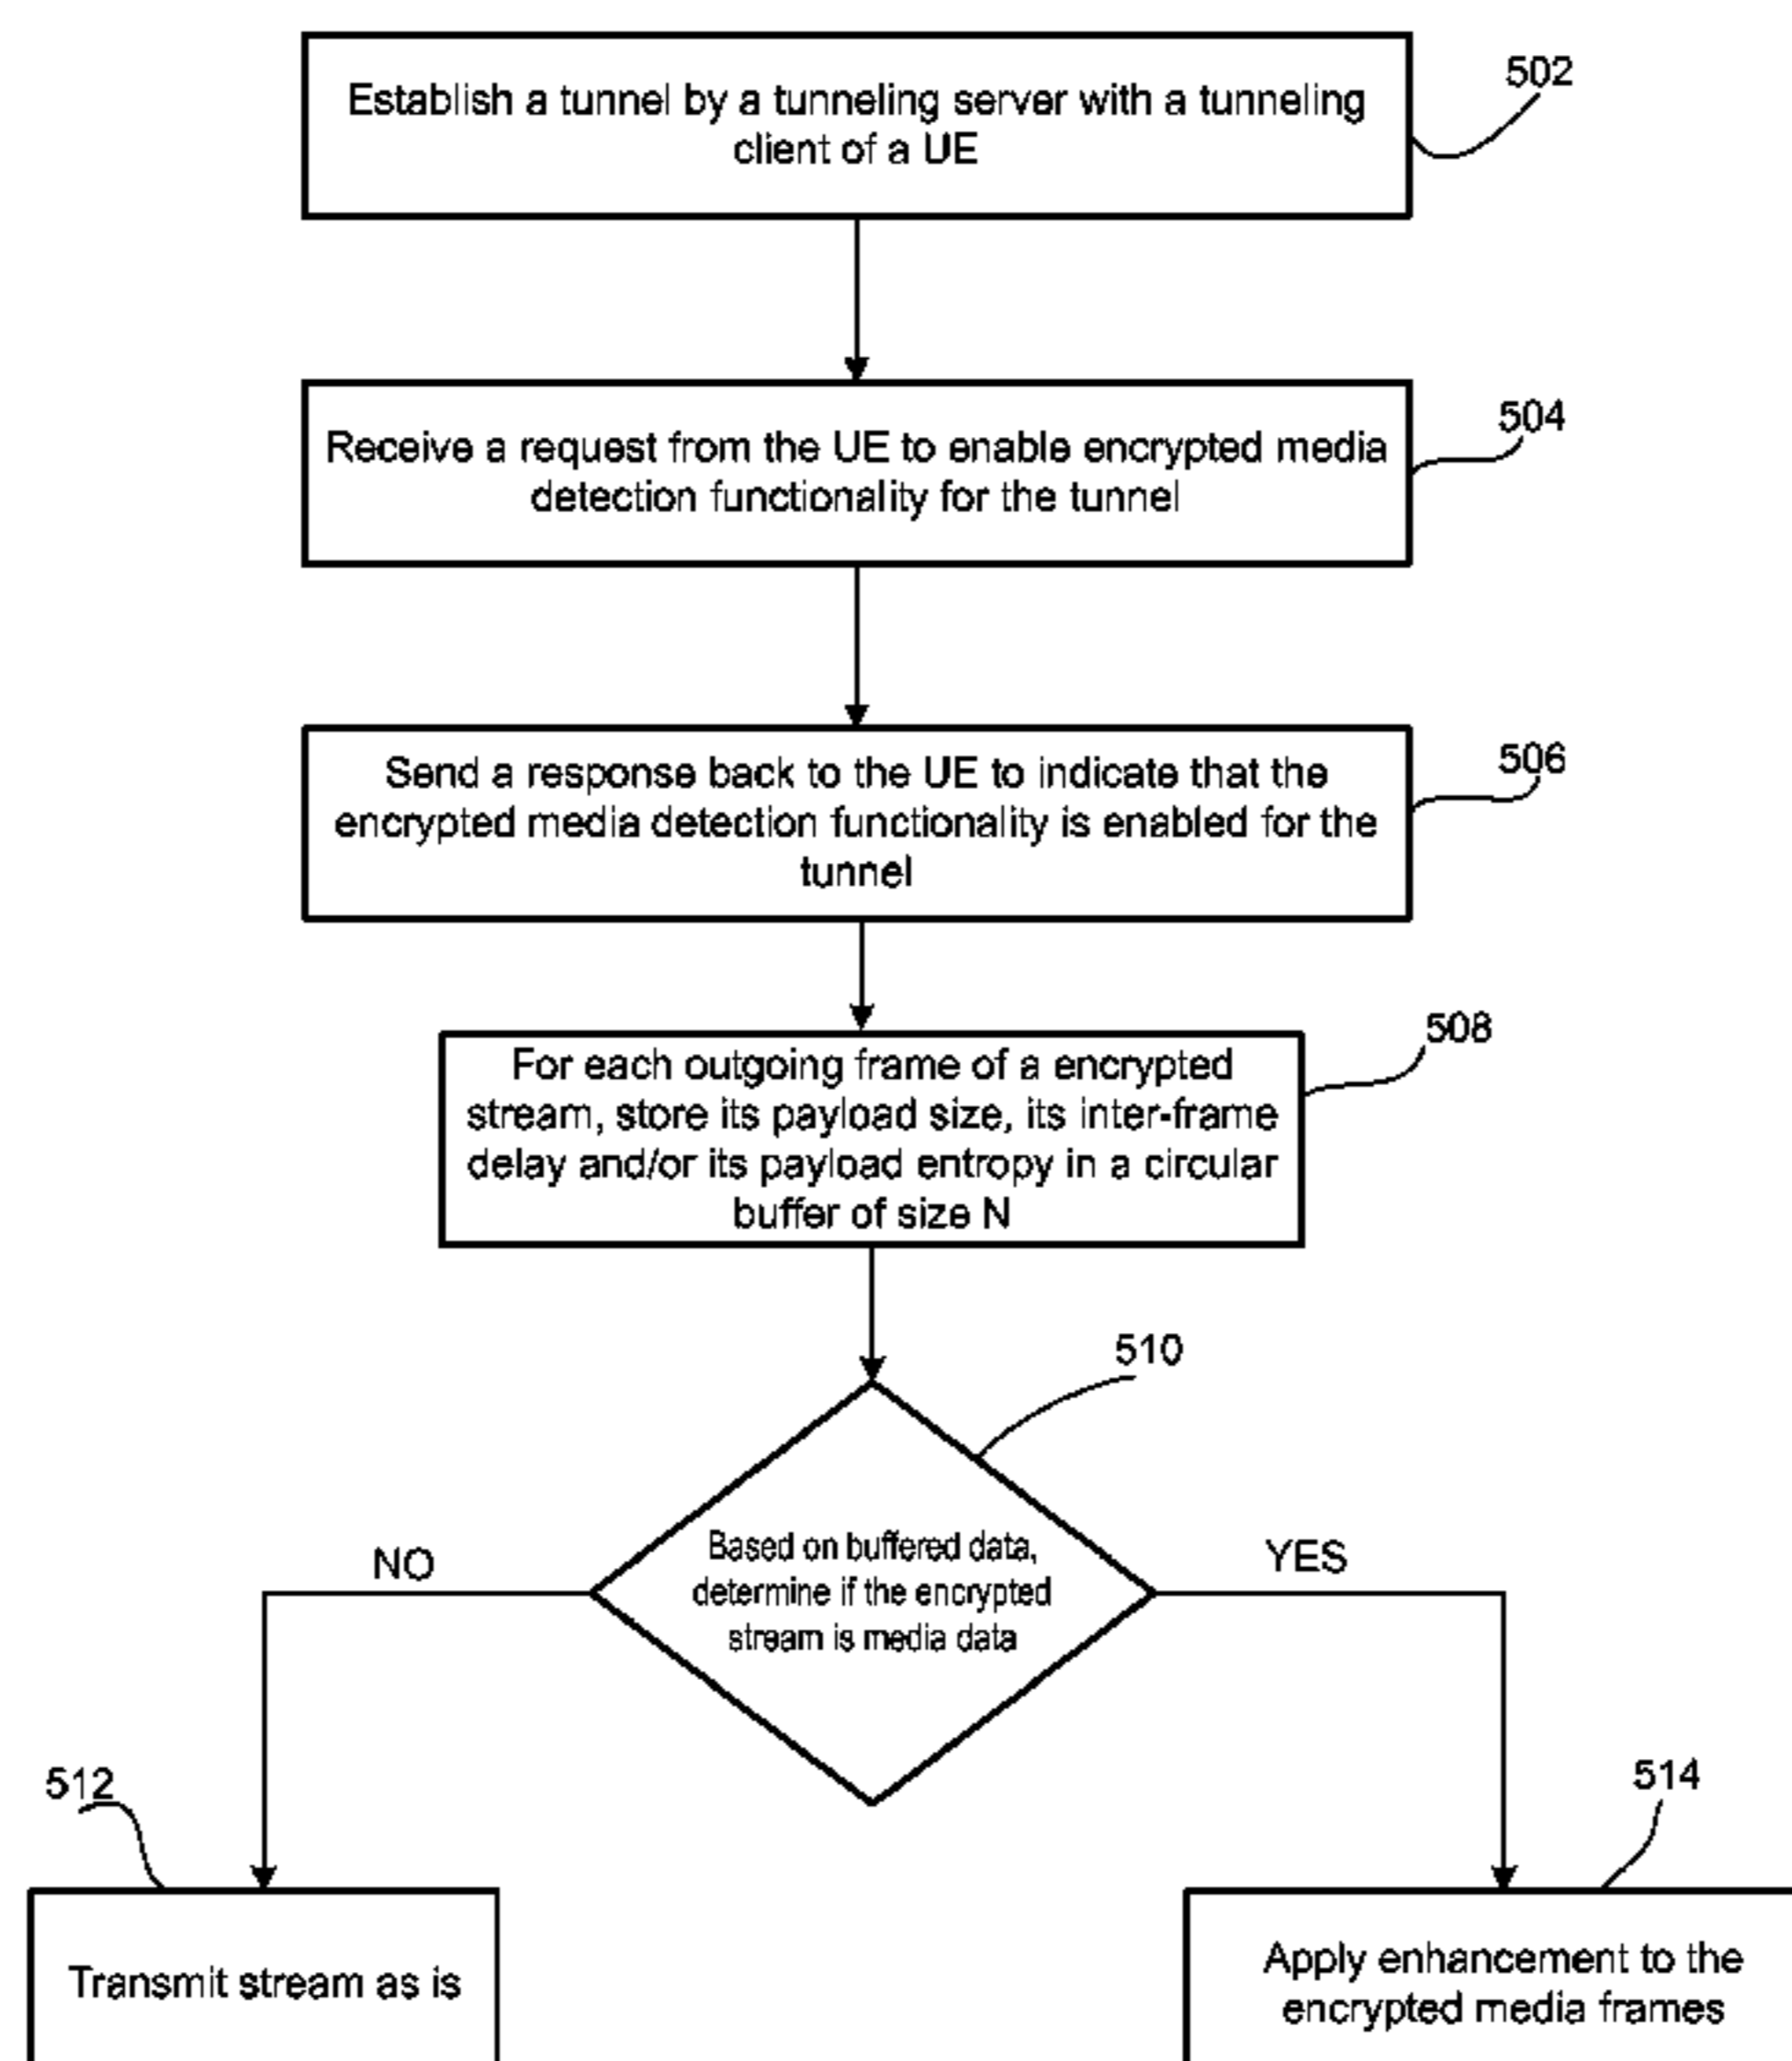 Establish a tunnel by a tunneling server with a tunneling
client of a UE
502
Receive a request from the UE to enable encrypted media
detection functionality for the tunnel
504
Send a response back to the UE to indicate that the
encrypted media detection functionality is enabled for the
tunnel
506
For each outgoing frame of a encrypted
stream, store its payload size, its inter-frame
delay and/or its payload entropy in a circular
buffer of size N
508
510
Based on buffered data,
determine if the encrypted
stream is media data
NO
YES
512
Transmit stream as is
514
Apply enhancement to the
encrypted media frames